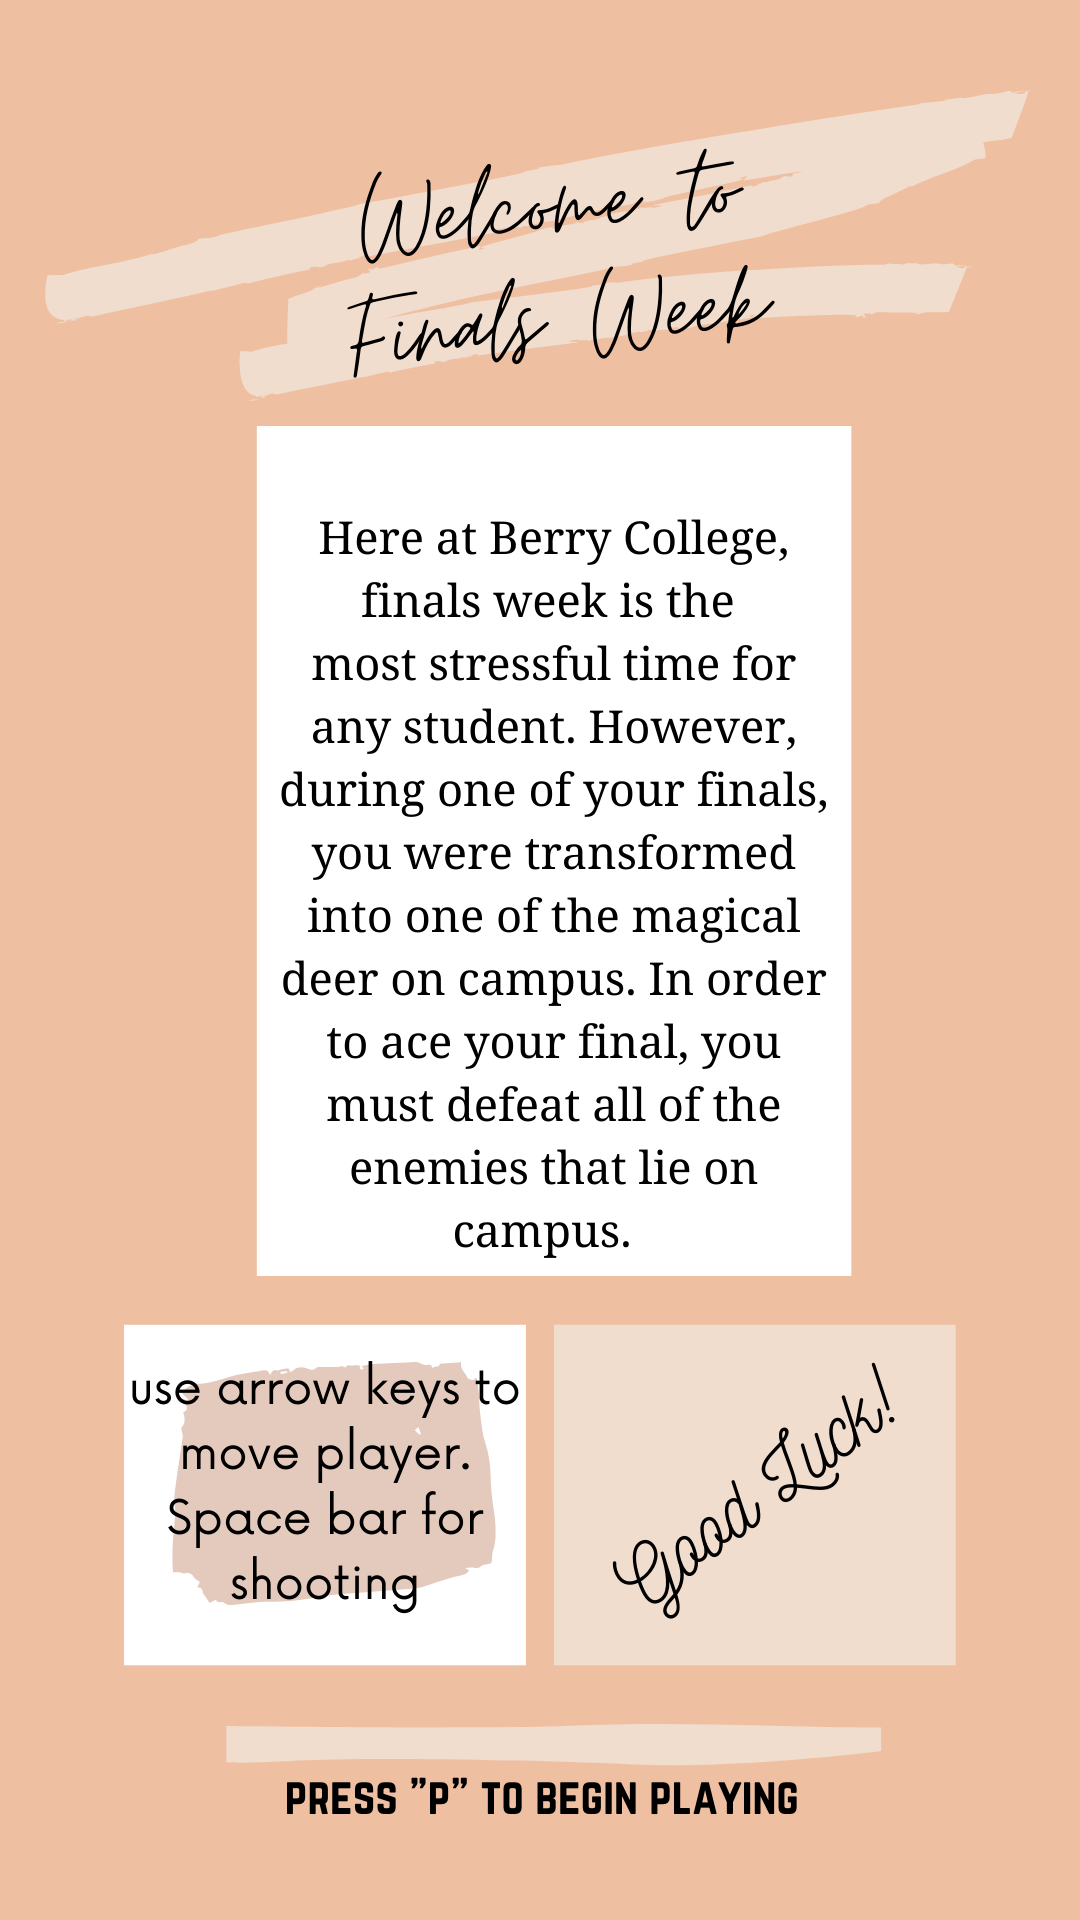 Welcome to
Finals Week
Here at Berry College,
finals week is the
most stressful time for
any student. However,
during one of your finals,
you were transformed
into one of the magical
deer on campus. In order
to ace your final, you
must defeat all of the
enemies that lie on
campus.
use arrow keys to
move player.
Space bar for
shooting
Good Luck!
PRESS "P" TO BEGIN PLAYING